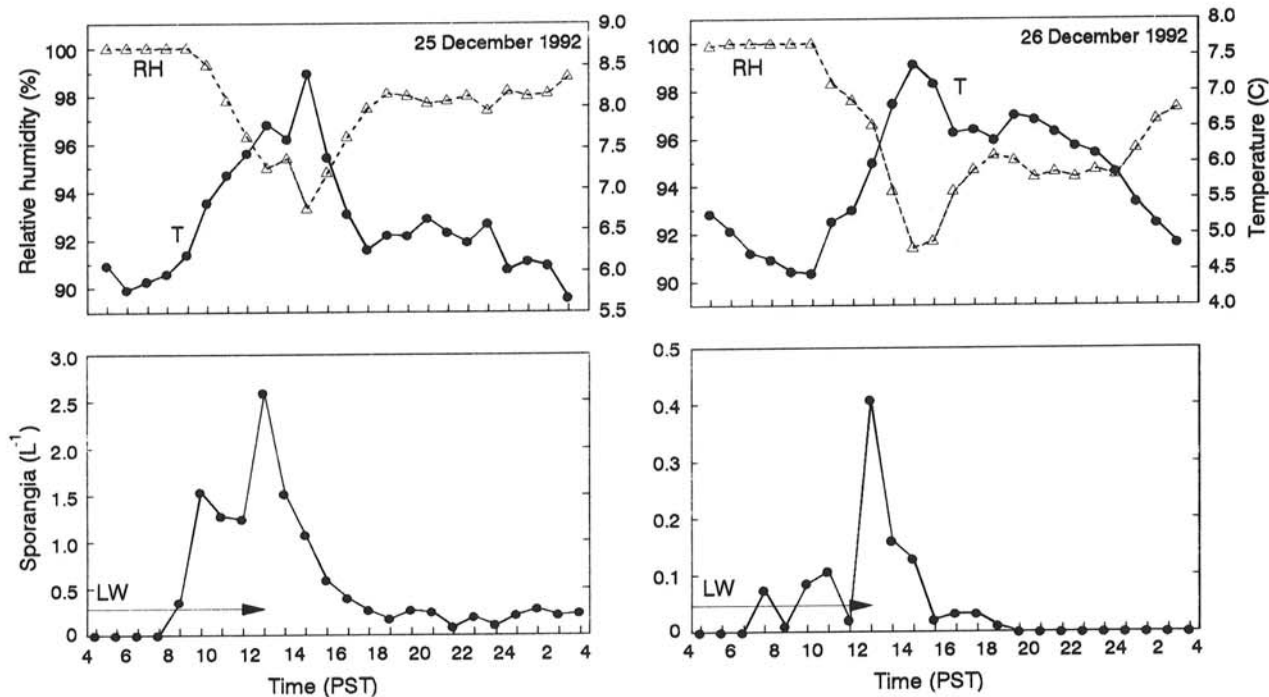 25 December 1992
Relative humidity (%)
100
98
96
94
92
90
RH
T
9.0
8.5
8.0
7.5
7.0
6.5
6.0
5.5
26 December 1992
100
98
96
94
92
90
RH
T
8.0
7.5
7.0
6.5
6.0
5.5
5.0
4.5
4.0
Temperature (C)
Sporangia (L⁻¹)
3.0
2.5
2.0
1.5
1.0
0.5
0
LW
4 6 8 10 12 14 16 18 20 22 24 2 4
Time (PST)
0.5
0.4
0.3
0.2
0.1
0
LW
4 6 8 10 12 14 16 18 20 22 24 2 4
Time (PST)